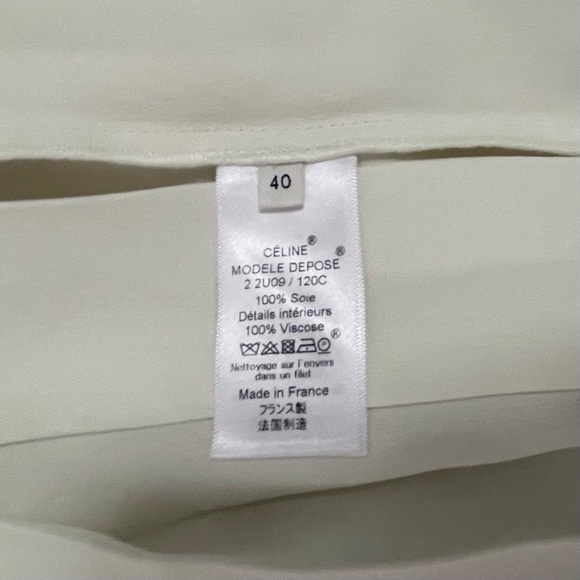 40
CÉLINE®
MODELE DEPOSE®
2 2U09 / 120C
100% Soie
Détails intérieurs
100% Viscose®
Nettoyage sur l'envers
dans un filet
Made in France
フランス製
法国制造